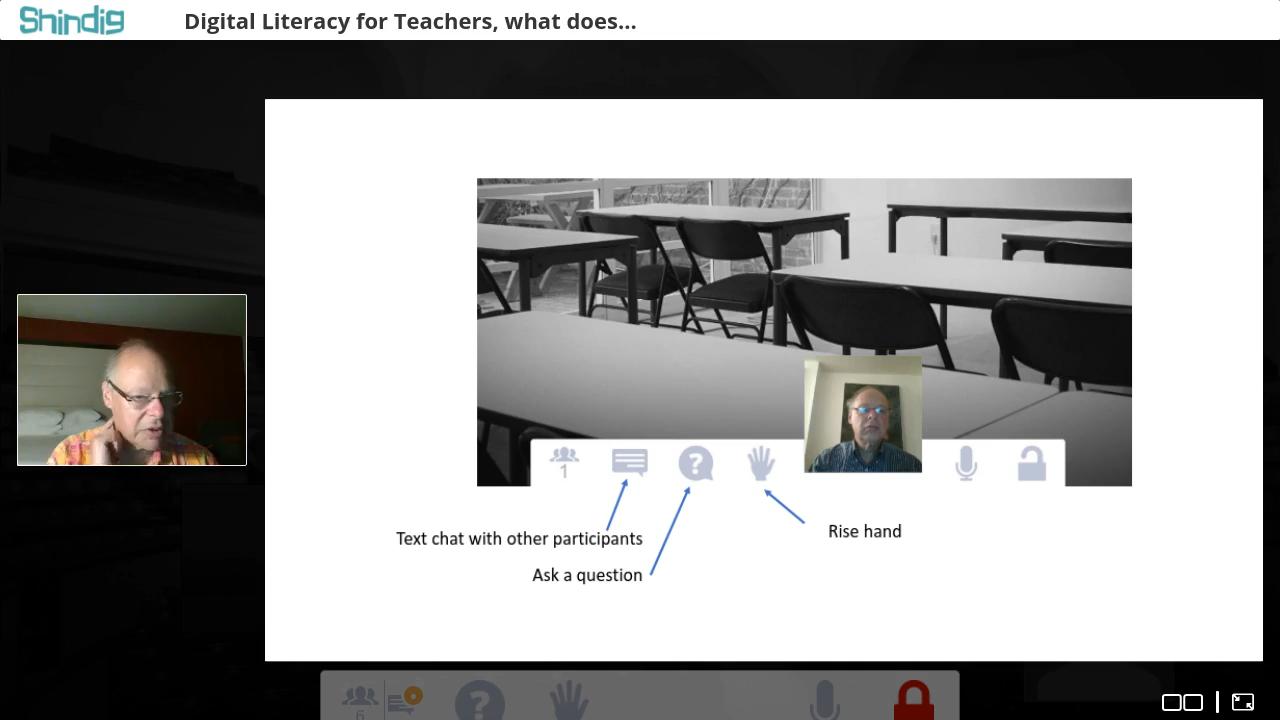 Shindig
Digital Literacy for Teachers, what does...
1
Text chat with other participants
Rise hand
Ask a question
6